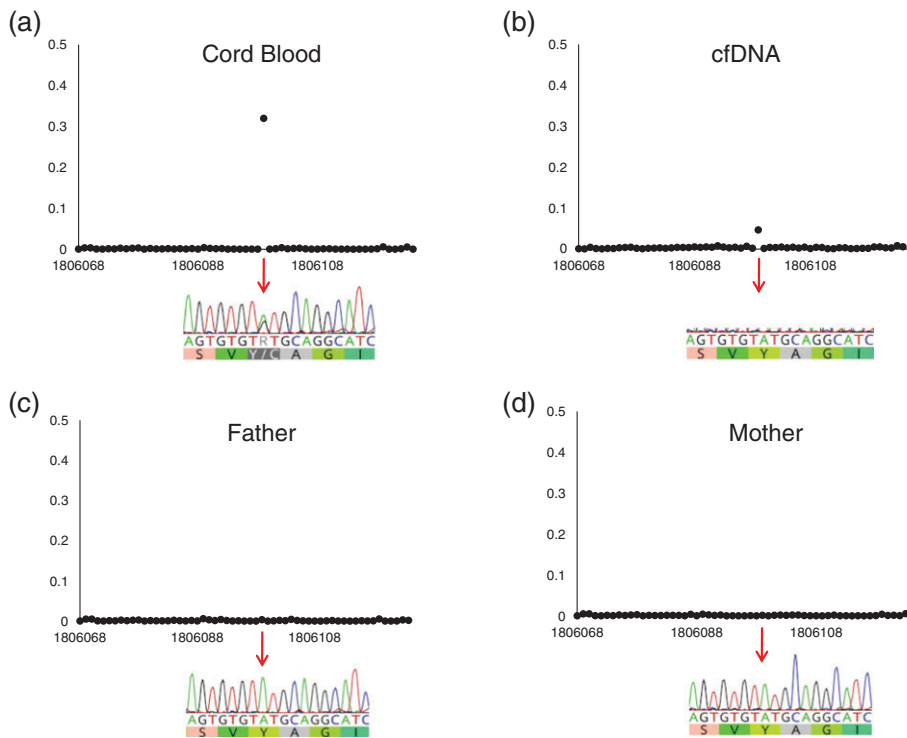 (a)
Cord Blood
0.5
0.4
0.3
0.2
0.1
0
1806068 1806088 1806108
AGTGTGTRTGCAGGCATC
S V Y/C A G I
(b)
cfDNA
0.5
0.4
0.3
0.2
0.1
0
1806068 1806088 1806108
AGTGTGTATGCAGGCATC
S V Y A G I
(c)
Father
0.5
0.4
0.3
0.2
0.1
0
1806068 1806088 1806108
AGTGTGTATGCAGGCATC
S V Y A G I
(d)
Mother
0.5
0.4
0.3
0.2
0.1
0
1806068 1806088 1806108
AGTGTGTATGCAGGCATC
S V Y A G I